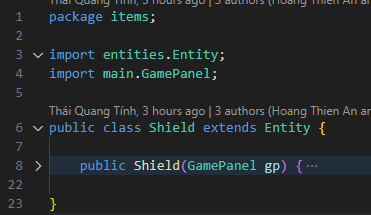 Thái Quang Tính, 3 hours ago | 3 authors (Hoang Thien An an
1 package items;
2
3 import entities.Entity;
4 import main.GamePanel;
5
Thái Quang Tính, 3 hours ago | 3 authors (Hoang Thien An ar
6 public class Shield extends Entity {
7
8 public Shield(GamePanel gp) {···
22
23 }